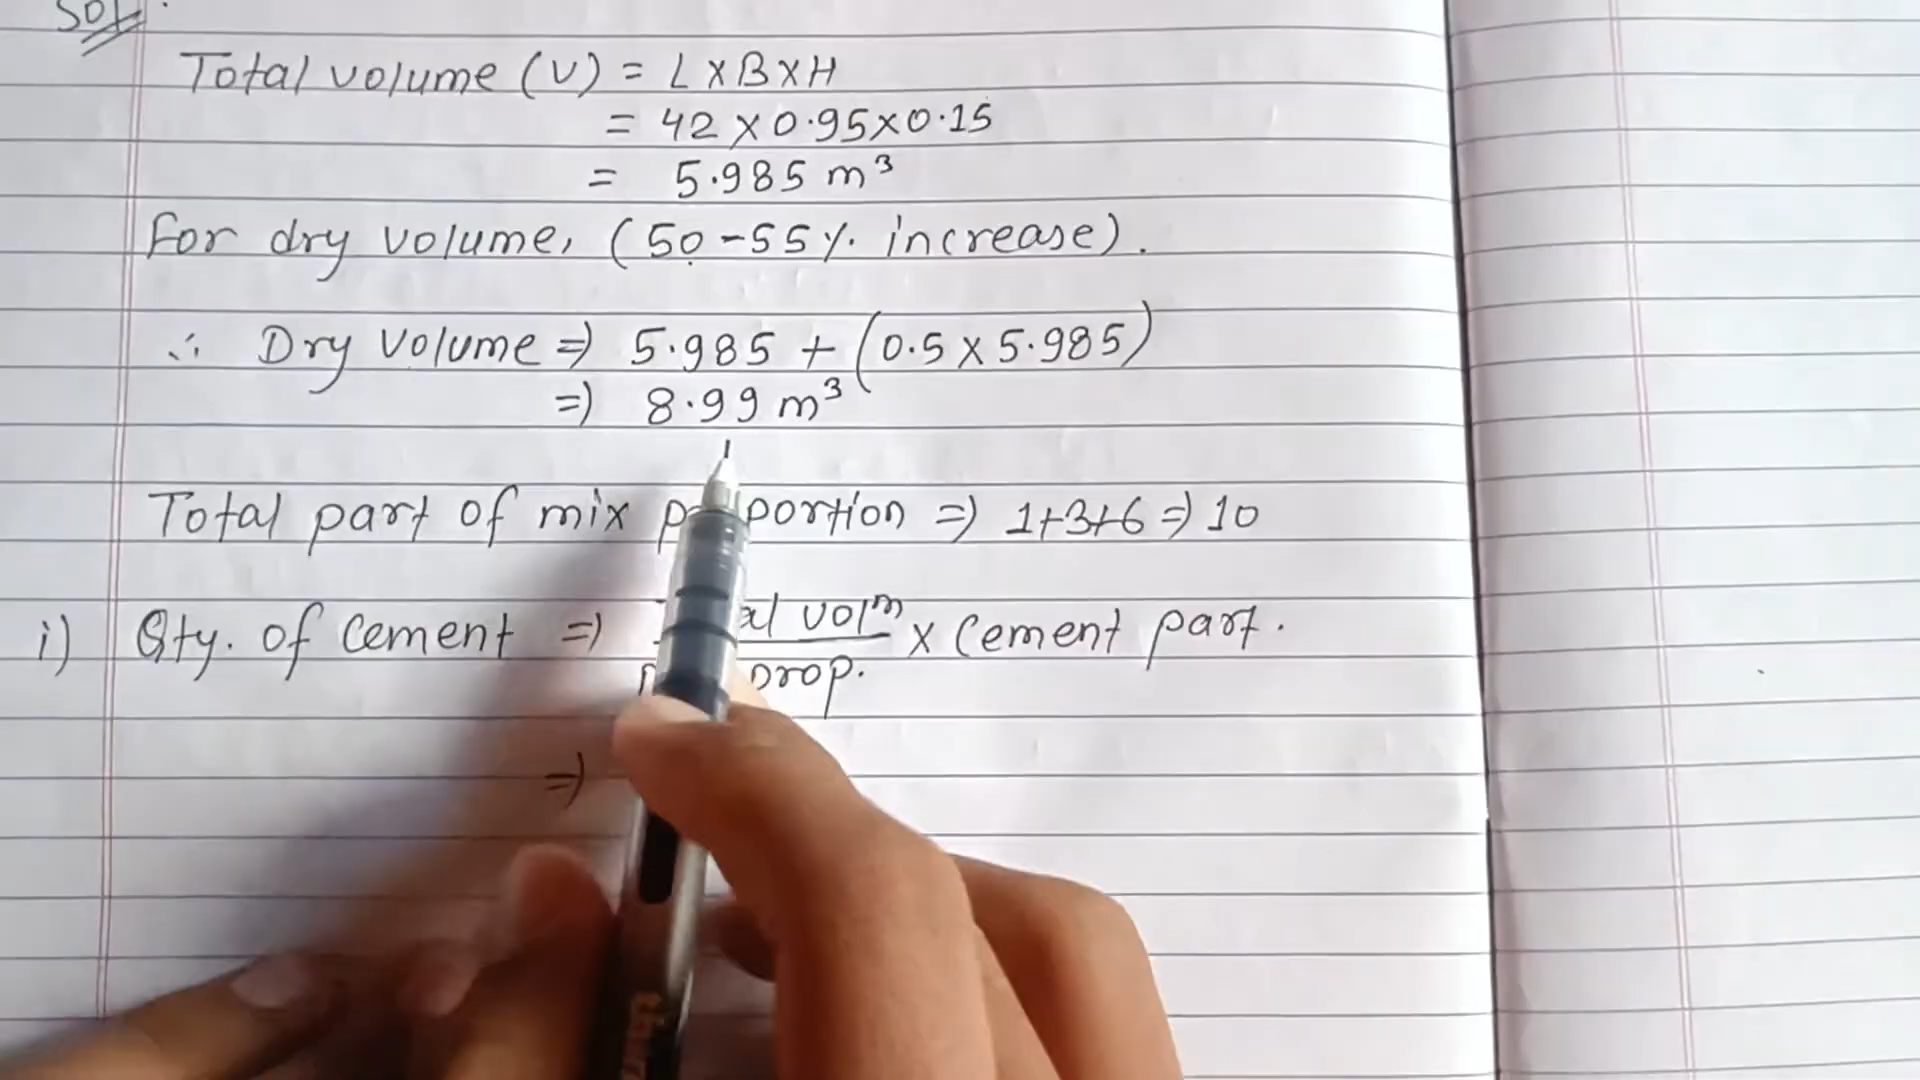 Sol.
Total volume (V) = L X B X H
= 42 X 0.95 X 0.15
= 5.985 m³
For dry volume, (50-55% increase).
∴ Dry volume => 5.985 + (0.5 X 5.985)
=> 8.99 m³
Total part of mix => 1+3+6 => 10
i) Qty. of cement => volm X cement part.
prop.
=>